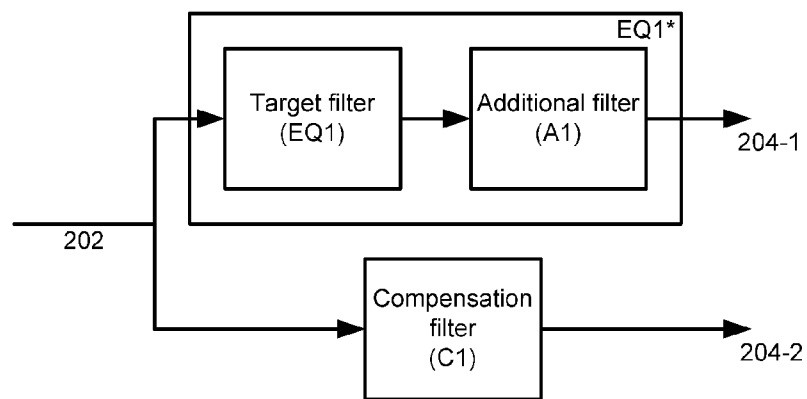 EQ1*
Target filter
(EQ1)
Additional filter
(A1)
204-1
202
Compensation
filter
(C1)
204-2